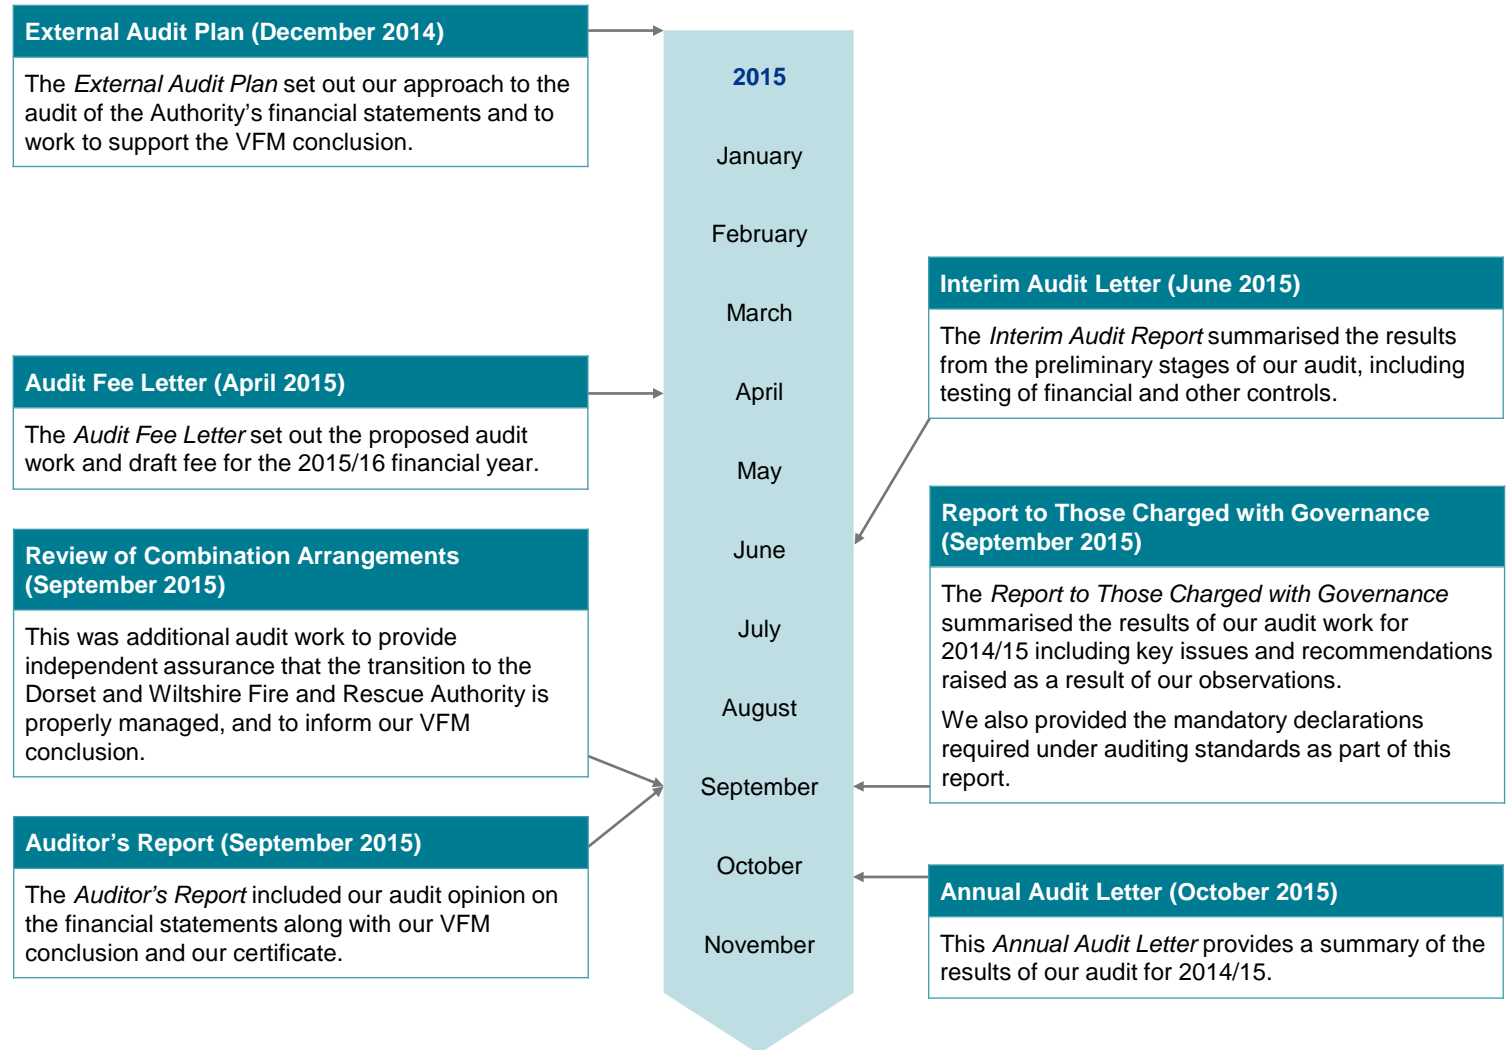 External Audit Plan (December 2014)
The External Audit Plan set out our approach to the
audit of the Authority's financial statements and to
work to support the VFM conclusion.
Audit Fee Letter (April 2015)
The Audit Fee Letter set out the proposed audit
work and draft fee for the 2015/16 financial year.
Review of Combination Arrangements
(September 2015)
This was additional audit work to provide
independent assurance that the transition to the
Dorset and Wiltshire Fire and Rescue Authority is
properly managed, and to inform our VFM
conclusion.
Auditor's Report (September 2015)
The Auditor's Report included our audit opinion on
the financial statements along with our VFM
conclusion and our certificate.
2015
January
February
March
April
May
June
July
August
September
October
November
Interim Audit Letter (June 2015)
The Interim Audit Report summarised the results
from the preliminary stages of our audit, including
testing of financial and other controls.
Report to Those Charged with Governance
(September 2015)
The Report to Those Charged with Governance
summarised the results of our audit work for
2014/15 including key issues and recommendations
raised as a result of our observations.
We also provided the mandatory declarations
required under auditing standards as part of this
report.
Annual Audit Letter (October 2015)
This Annual Audit Letter provides a summary of the
results of our audit for 2014/15.